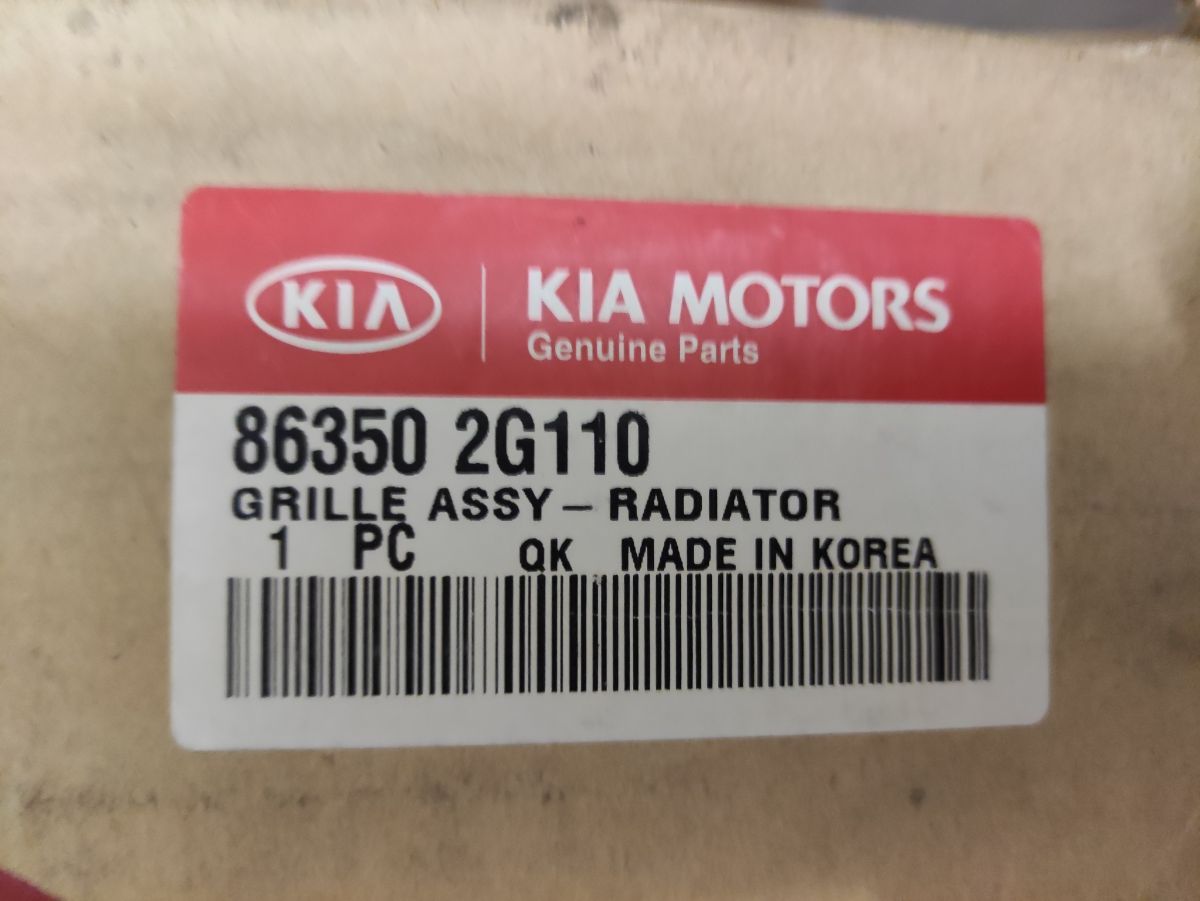 KIA
KIA MOTORS
Genuine Parts
86350 2G110
GRILLE ASSY – RADIATOR
1 PC QK MADE IN KOREA